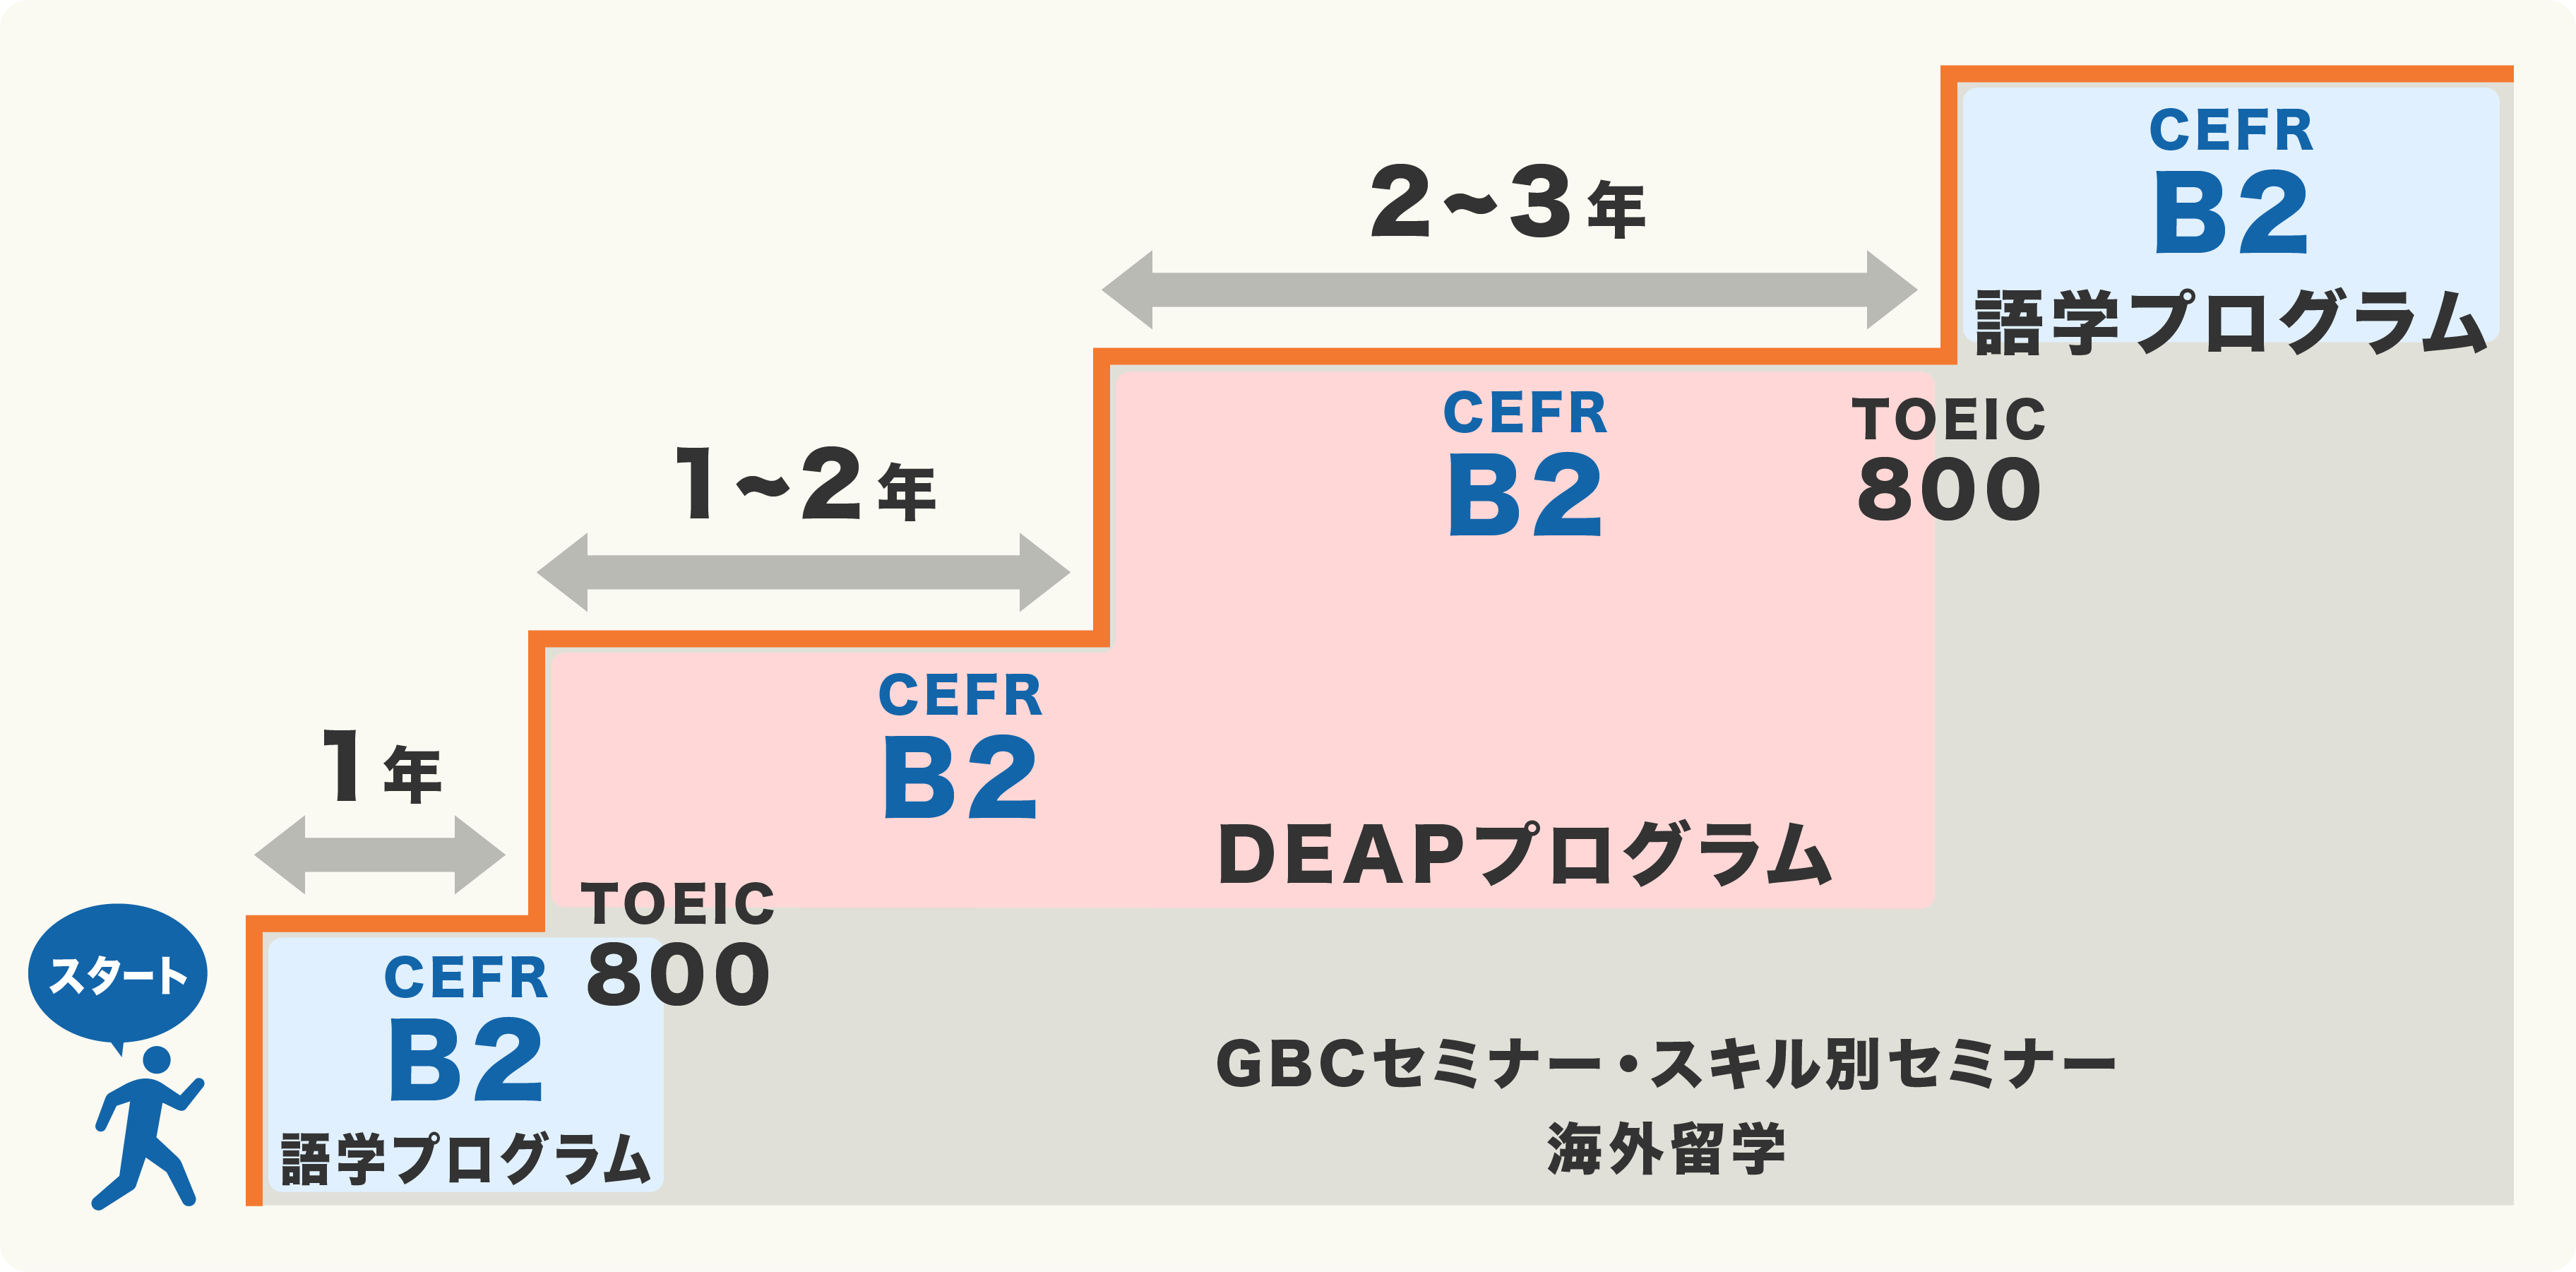 スタート
1年
CEFR
B2
語学プログラム
TOEIC
800
1~2年
CEFR
B2
2~3年
CEFR
B2
TOEIC
800
DEAPプログラム
CEFR
B2
語学プログラム
GBCセミナー・スキル別セミナー
海外留学